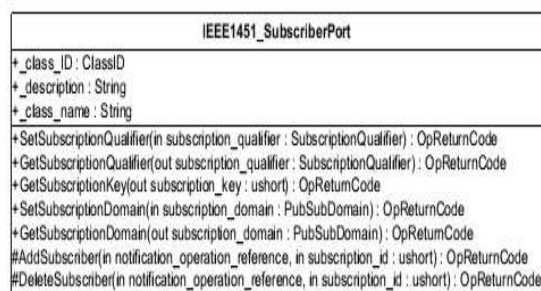 IEEE1451_SubscriberPort
+_class_ID : ClassID
+_description : String
+_class_name : String
+SetSubscriptionQualifier(in subscription_qualifier : SubscriptionQualifier) : OpReturnCode
+GetSubscriptionQualifier(out subscription_qualifier : SubscriptionQualifier) : OpReturnCode
+GetSubscriptionKey(out subscription_key : ushort) : OpReturnCode
+SetSubscriptionDomain(in subscription_domain : PubSubDomain) : OpReturnCode
+GetSubscriptionDomain(out subscription_domain : PubSubDomain) : OpReturnCode
#AddSubscriber(in notification_operation_reference, in subscription_id : ushort) : OpReturnCode
#DeleteSubscriber(in notification_operation_reference, in subscription_id : ushort) : OpReturnCode